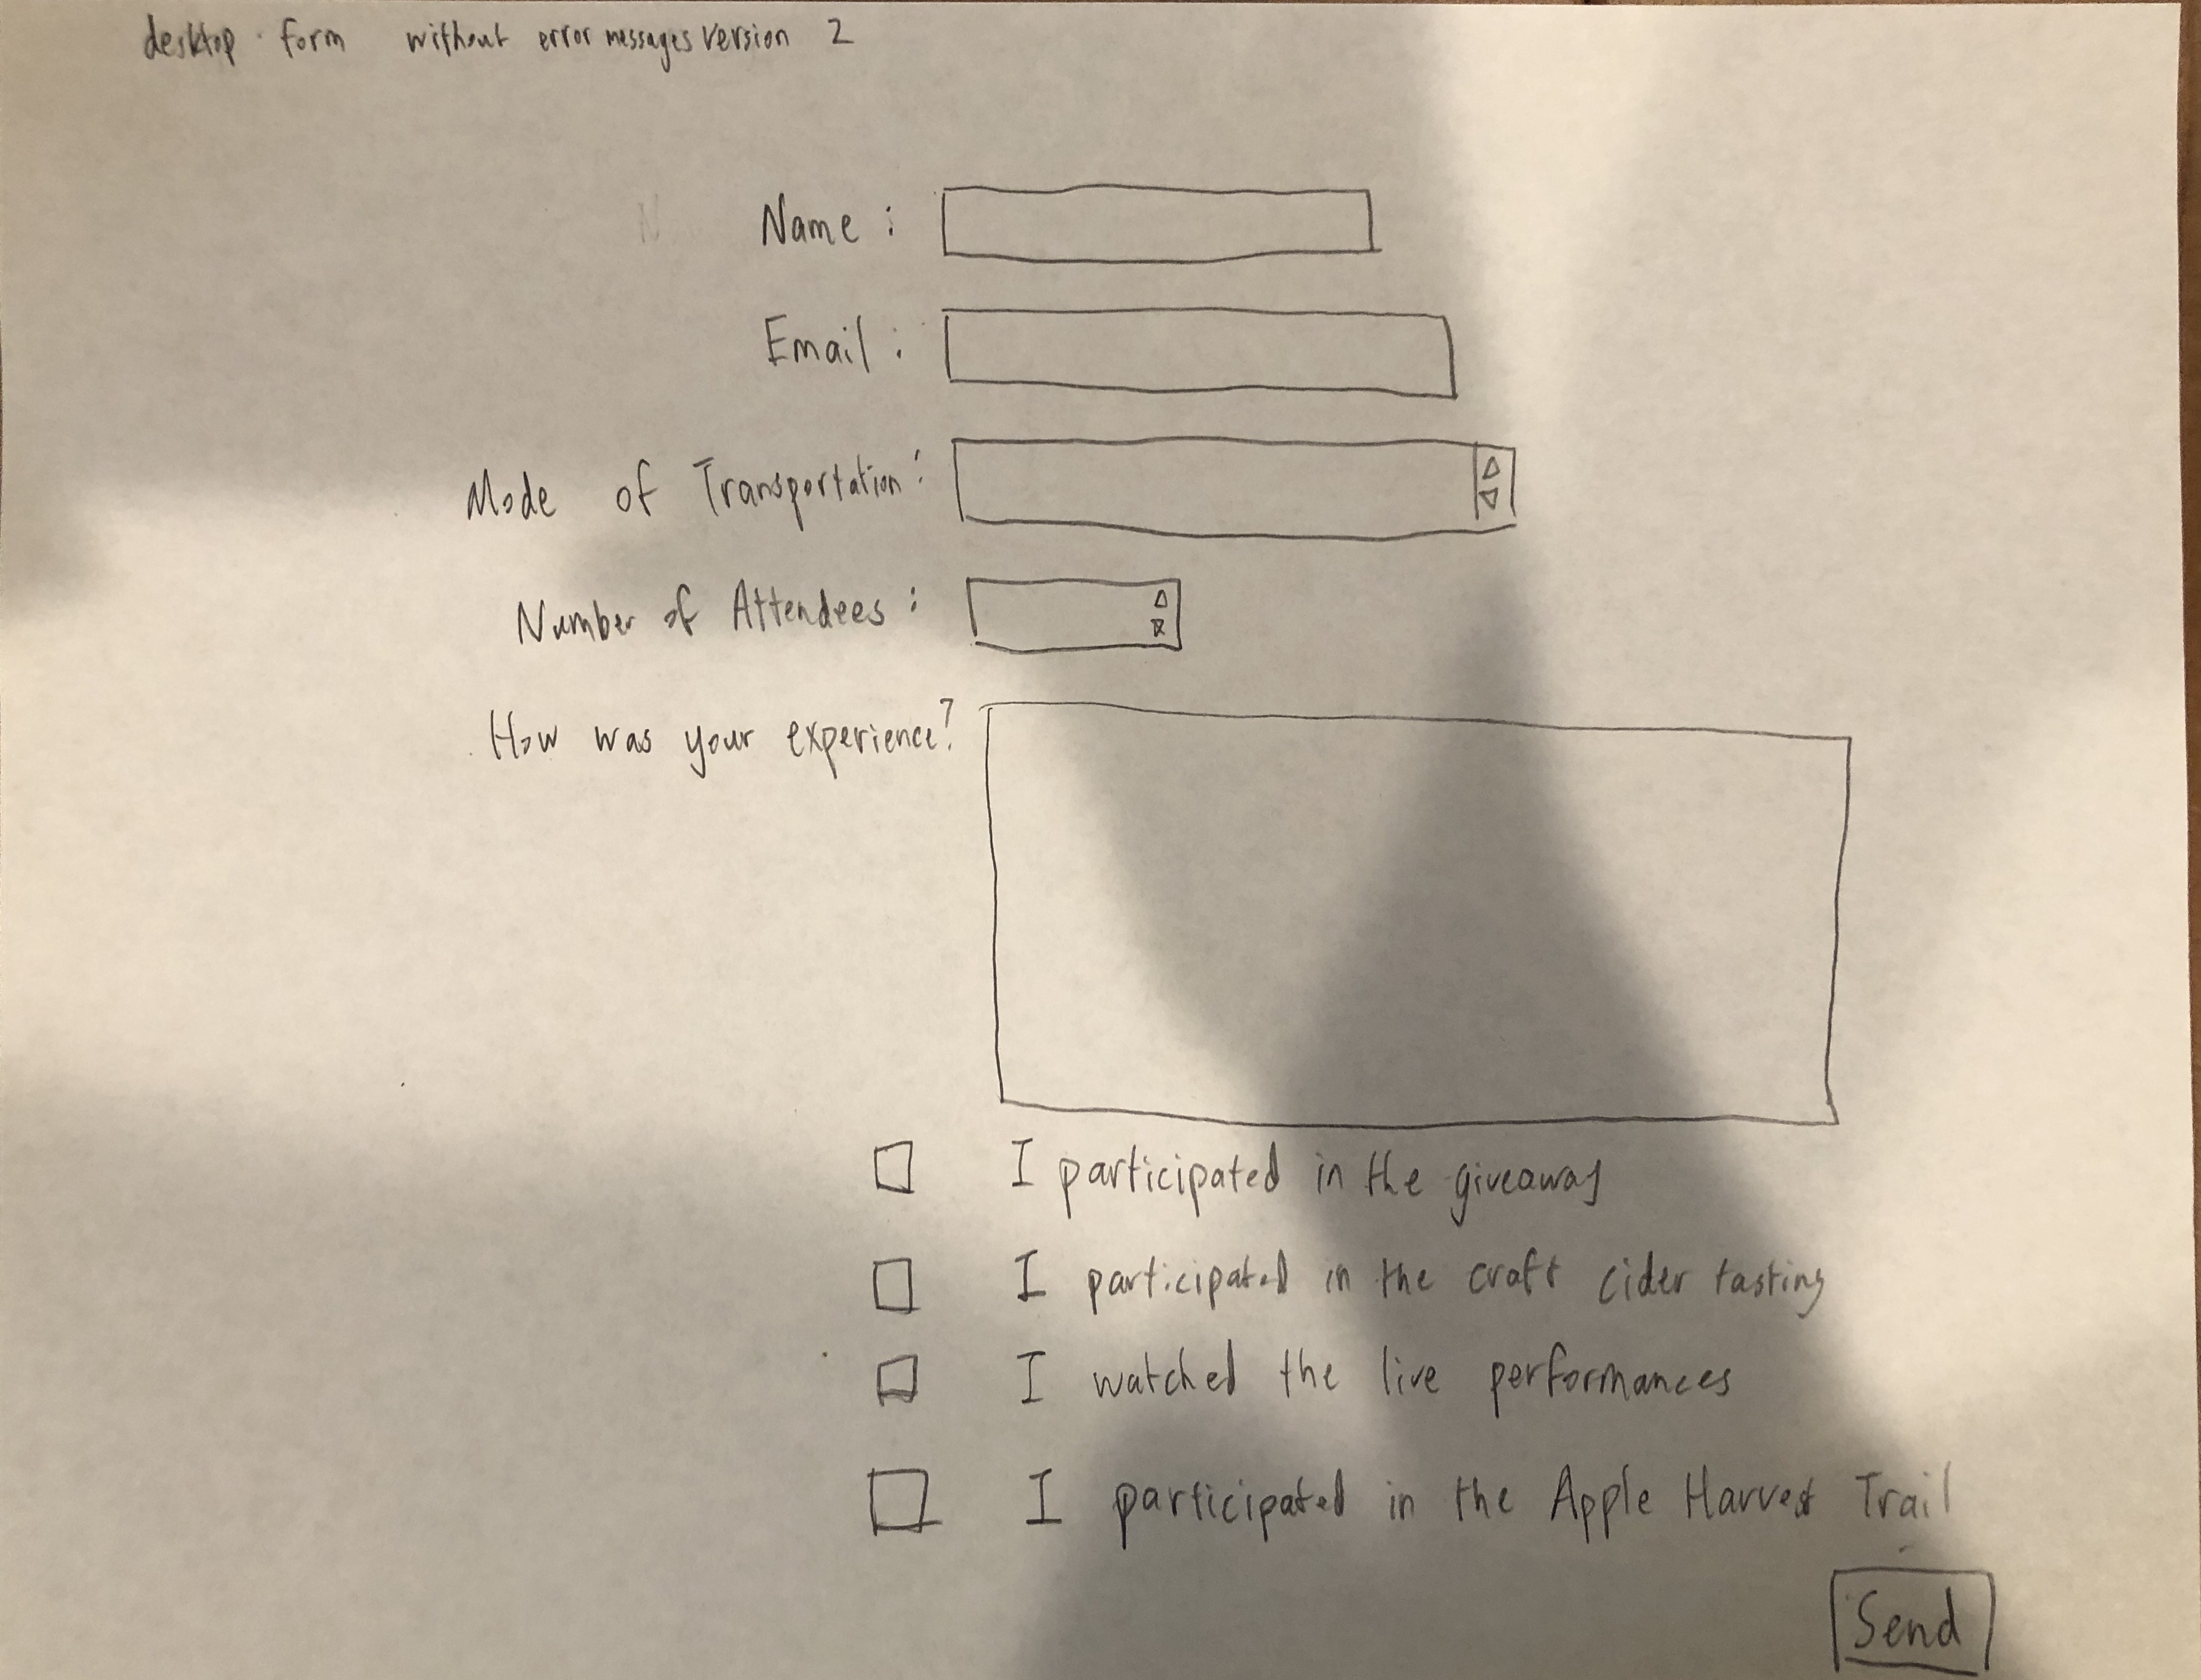 desktop form without error messages version 2
Name :
Email :
Mode of Transportation :
Number of Attendees :
How was your experience?
I participated in the giveaway
I participated in the craft cider tasting
I watched the live performances
I participated in the Apple Harvest Trail
Send